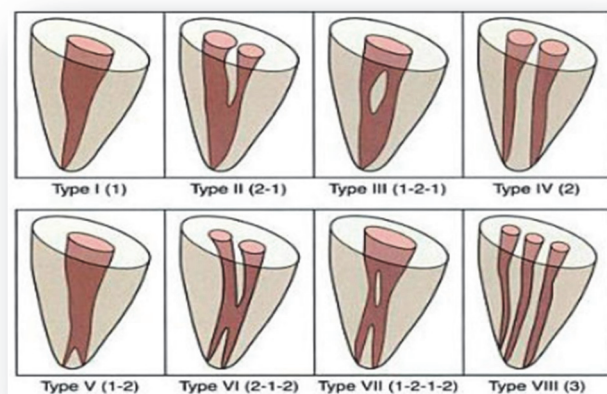 Type I (1)
Type II (2-1)
Type III (1-2-1)
Type IV (2)
Type V (1-2)
Type VI (2-1-2)
Type VII (1-2-1-2)
Type VIII (3)